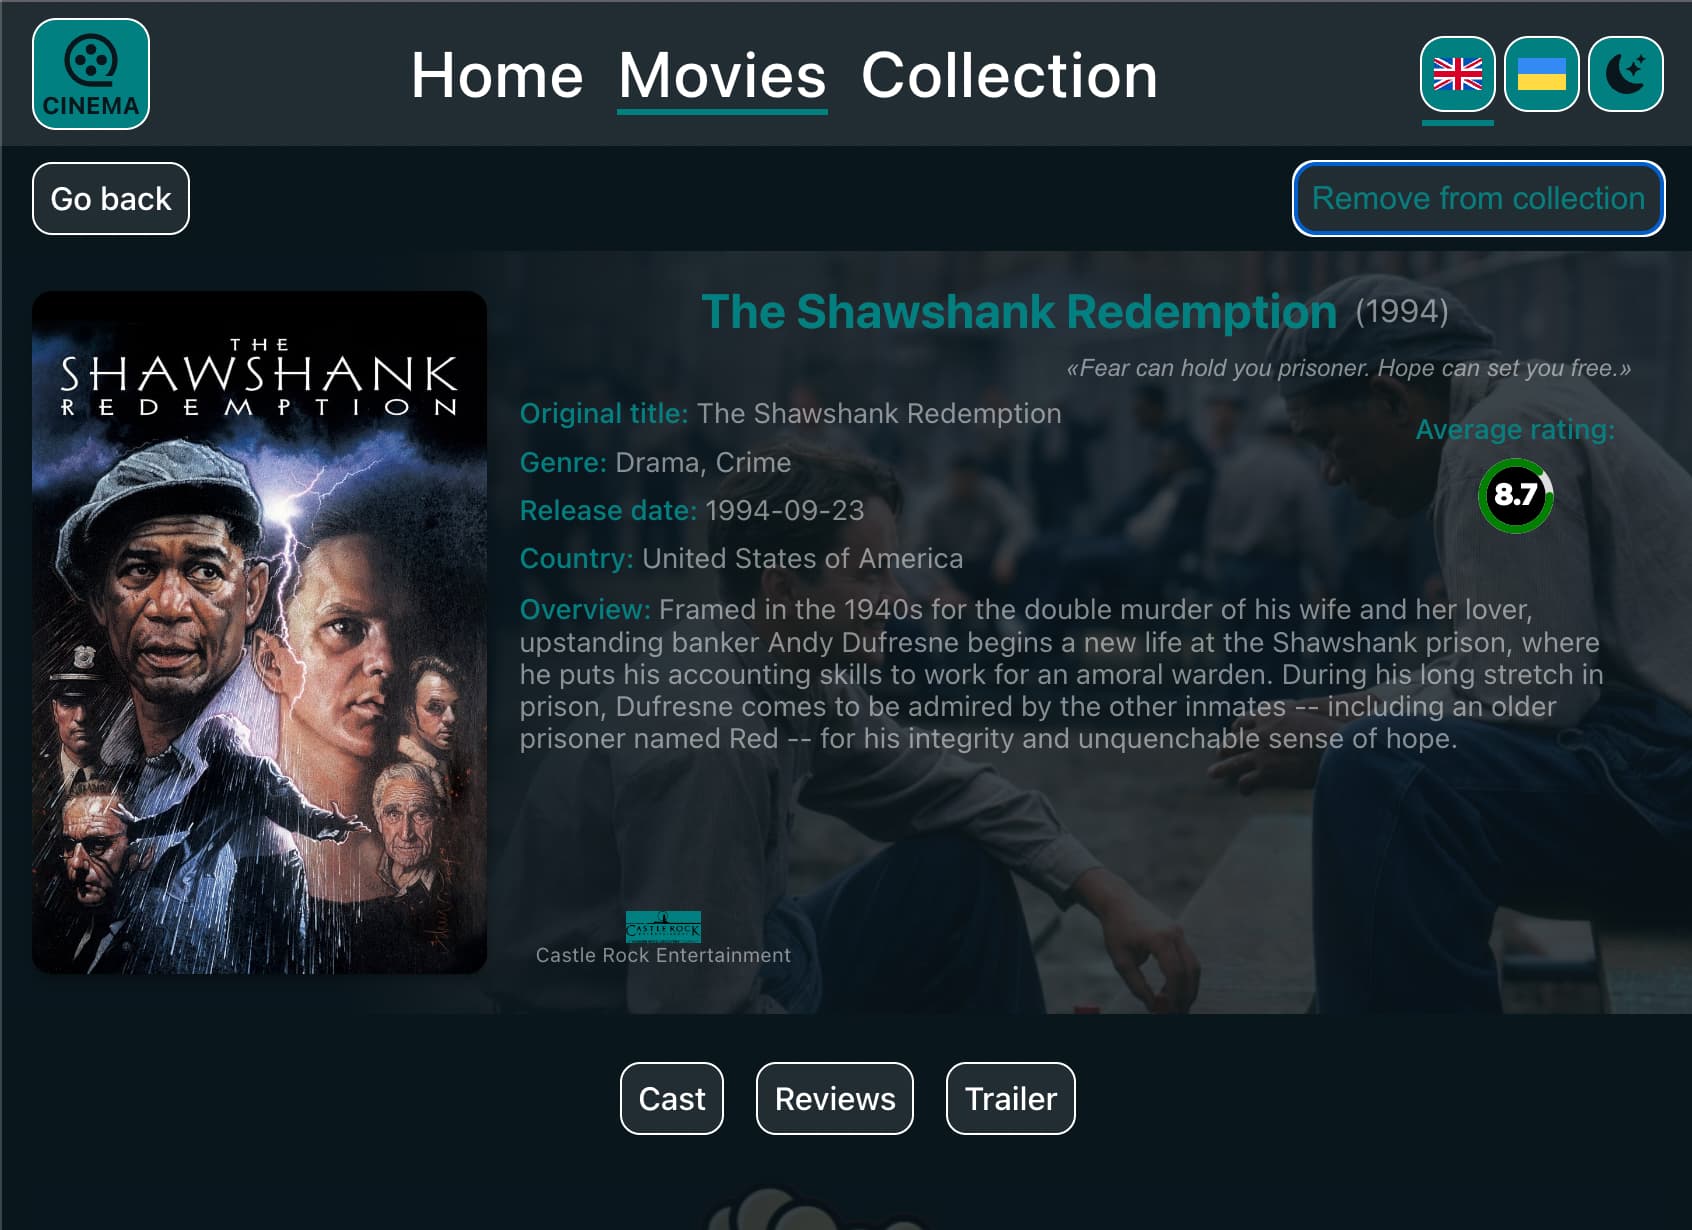 CINEMA
Home Movies Collection
Go back
Remove from collection
THE
SHAWSHANK
REDEMPTION
The Shawshank Redemption (1994)
«Fear can hold you prisoner. Hope can set you free.»
Original title: The Shawshank Redemption
Average rating:
8.7
Genre: Drama, Crime
Release date: 1994-09-23
Country: United States of America
Overview: Framed in the 1940s for the double murder of his wife and her lover,
upstanding banker Andy Dufresne begins a new life at the Shawshank prison, where
he puts his accounting skills to work for an amoral warden. During his long stretch in
prison, Dufresne comes to be admired by the other inmates -- including an older
prisoner named Red -- for his integrity and unquenchable sense of hope.
CASTLE ROCK
Castle Rock Entertainment
Cast
Reviews
Trailer